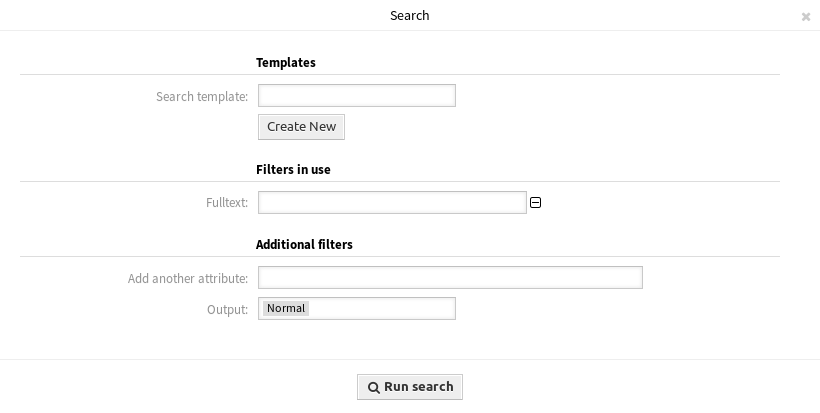 Search
Templates
Search template:
Create New
Filters in use
Fulltext:
Additional filters
Add another attribute:
Output: Normal
Run search